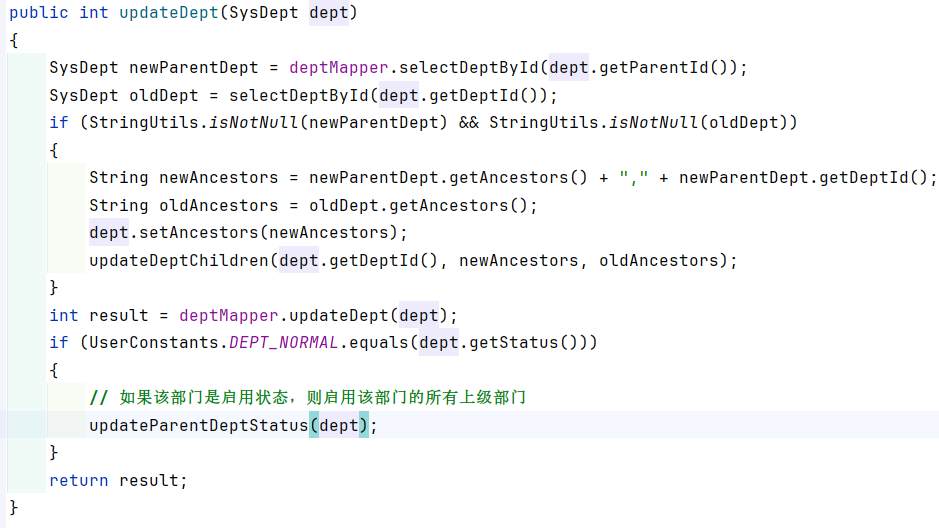 public int updateDept(SysDept dept)
{
    SysDept newParentDept = deptMapper.selectDeptById(dept.getParentId());
    SysDept oldDept = selectDeptById(dept.getDeptId());
    if (StringUtils.isNotNull(newParentDept) && StringUtils.isNotNull(oldDept))
    {
        String newAncestors = newParentDept.getAncestors() + "," + newParentDept.getDeptId();
        String oldAncestors = oldDept.getAncestors();
        dept.setAncestors(newAncestors);
        updateDeptChildren(dept.getDeptId(), newAncestors, oldAncestors);
    }
    int result = deptMapper.updateDept(dept);
    if (UserConstants.DEPT_NORMAL.equals(dept.getStatus()))
    {
        // 如果该部门是启用状态，则启用该部门的所有上级部门
        updateParentDeptStatus(dept);
    }
    return result;
}